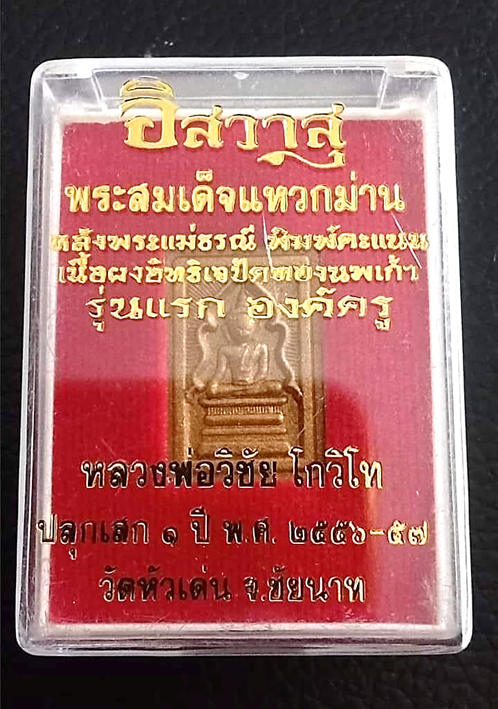 อิสวาสุ
พระสมเด็จแหวกม่าน
หลังพระแม่ธรณี พิมพ์คะแนน
เนื้อผงอิทธิเจปัดทองนพเก้า
รุ่นแรก องค์ครู
หลวงพ่อวิชัย โกวิโท
ปลุกเสก ๑ ปี พ.ศ. ๒๕๕๖-๕๗
วัดหัวเด่น จ.ชัยนาท